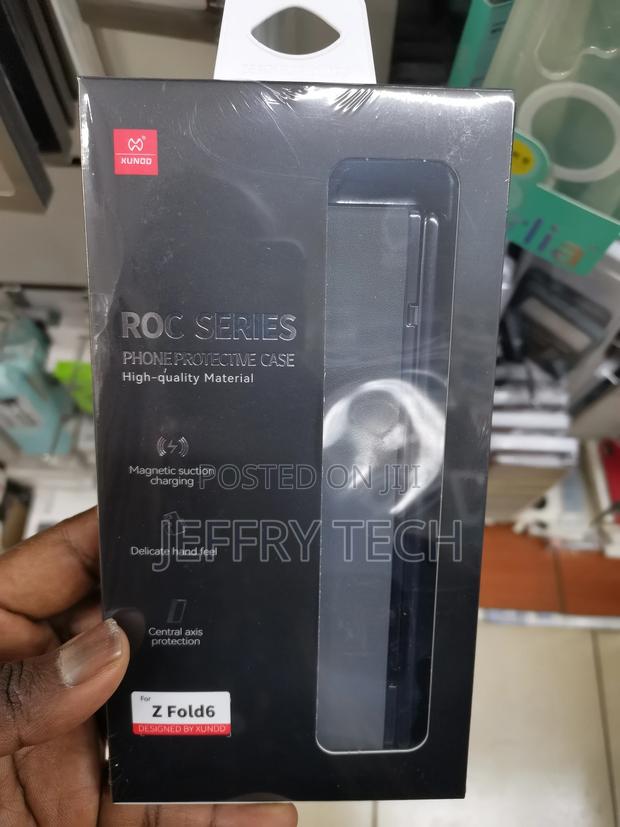 XUNDD
ROC SERIES
PHONE PROTECTIVE CASE
High-quality Material
Magnetic suction
charging
POSTED ON JIJI
JEFFRY TECH
Delicate hand feel
Central axis
protection
For
Z Fold6
DESIGNED BY XUNDD